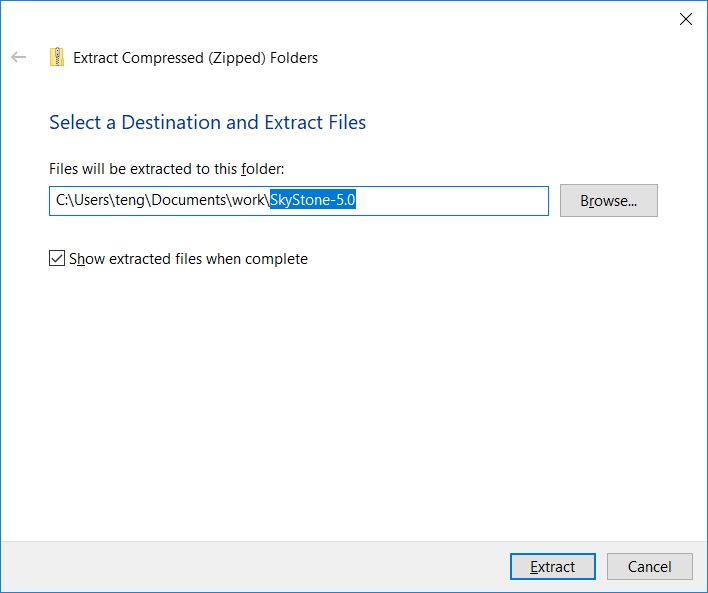 Extract Compressed (Zipped) Folders
Select a Destination and Extract Files
Files will be extracted to this folder:
C:\Users\teng\Documents\work\SkyStone-5.0
Browse...
Show extracted files when complete
Extract
Cancel